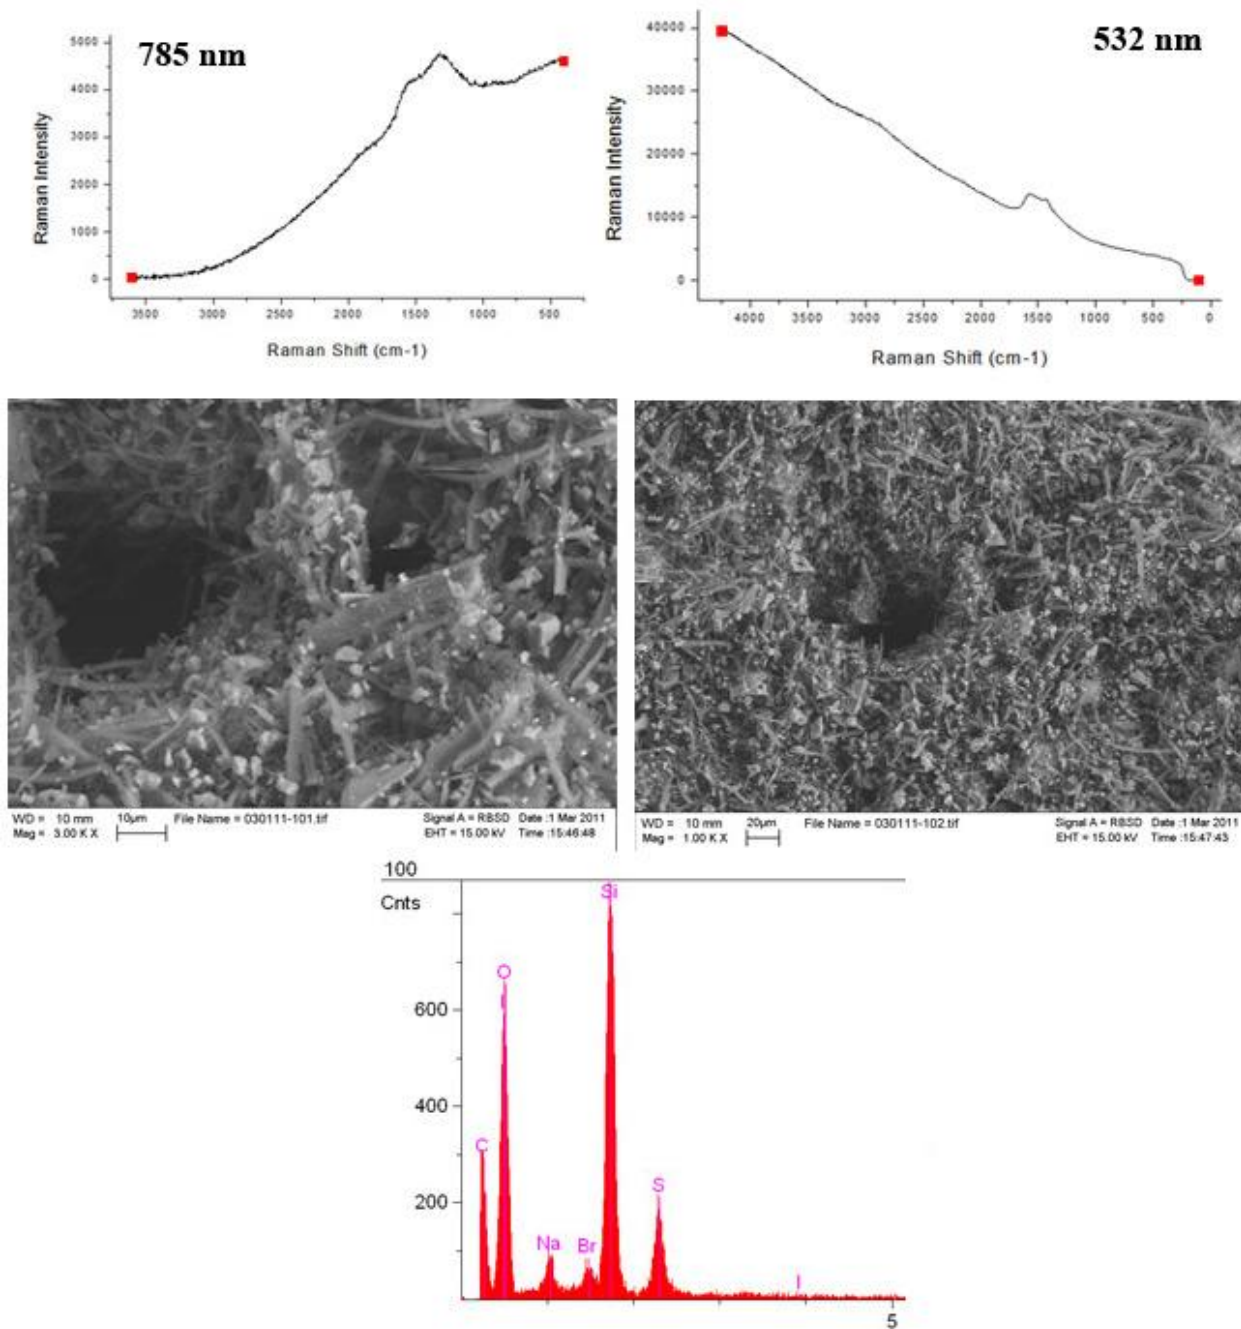 785 nm
5000
4000
3000
2000
1000
0
Raman Intensity
3500 3000 2500 2000 1500 1000 500
Raman Shift (cm-1)
532 nm
40000
30000
20000
10000
0
Raman Intensity
4000 3500 3000 2500 2000 1500 1000 500 0
Raman Shift (cm-1)
WD = 10 mm 10µm File Name = 030111-101.tif Signal A = RBSD Date :1 Mar 2011
Mag = 3.00 K X EHT = 15.00 kV Time :15:46:48
WD = 10 mm 20µm File Name = 030111-102.tif Signal A = RBSD Date :1 Mar 2011
Mag = 1.00 K X EHT = 15.00 kV Time :15:47:43
100
Cnts
Si
O
I
600
400
C
200
S
Na
Br
I
5